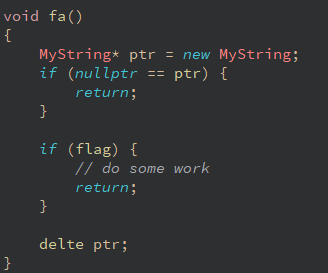 void fa()
{
    MyString* ptr = new MyString;
    if (nullptr == ptr) {
        return;
    }

    if (flag) {
        // do some work
        return;
    }

    delte ptr;
}